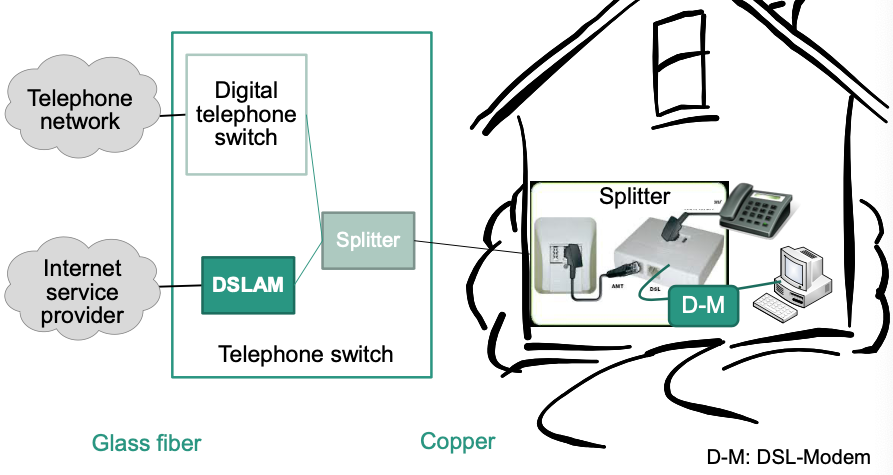 Telephone
network
Digital
telephone
switch
Splitter
Internet
service
provider
DSLAM
Telephone switch
Splitter
AMT
DSL
D-M
Glass fiber
Copper
D-M: DSL-Modem